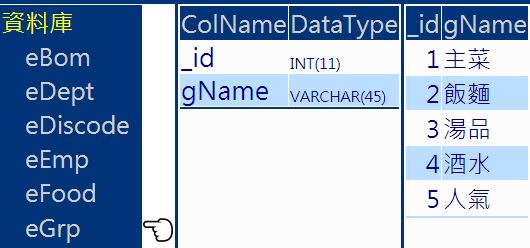 資料庫
eBom
eDept
eDiscode
eEmp
eFood
eGrp
ColName DataType
_id INT(11)
gName VARCHAR(45)
_id gName
1 主菜
2 飯麵
3 湯品
4 酒水
5 人氣